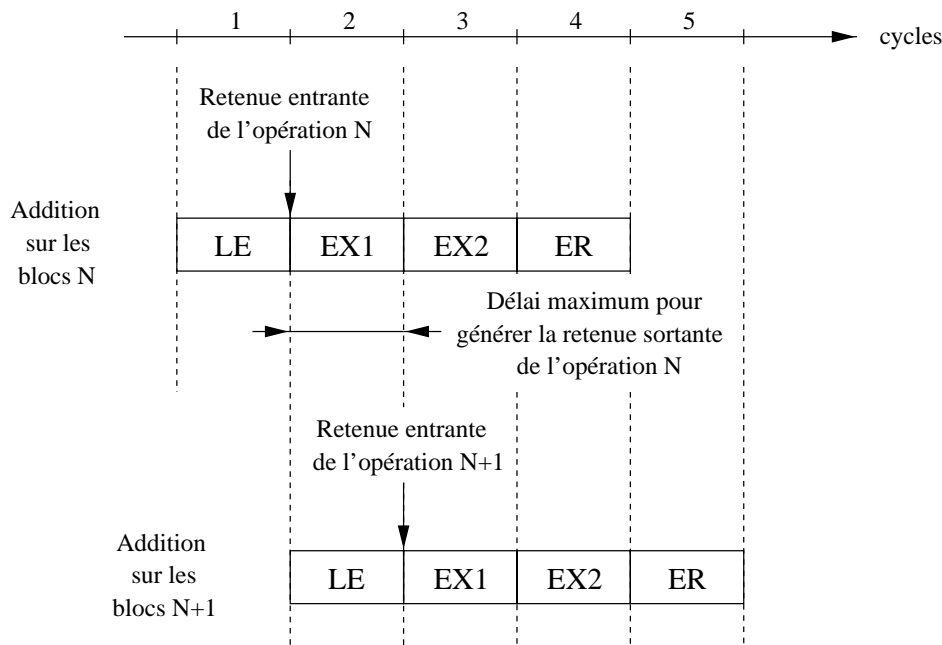 1 2 3 4 5
cycles
Retenue entrante
de l’opération N
Addition
sur les
blocs N
LE EX1 EX2 ER
Délai maximum pour
générer la retenue sortante
de l’opération N
Retenue entrante
de l’opération N+1
Addition
sur les
blocs N+1
LE EX1 EX2 ER